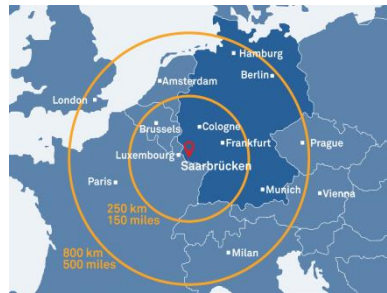 Hamburg
Berlin
Amsterdam
London
Brussels
Cologne
Frankfurt
Prague
Luxembourg
Saarbrücken
Paris
Munich
Vienna
250 km
150 miles
Milan
800 km
500 miles